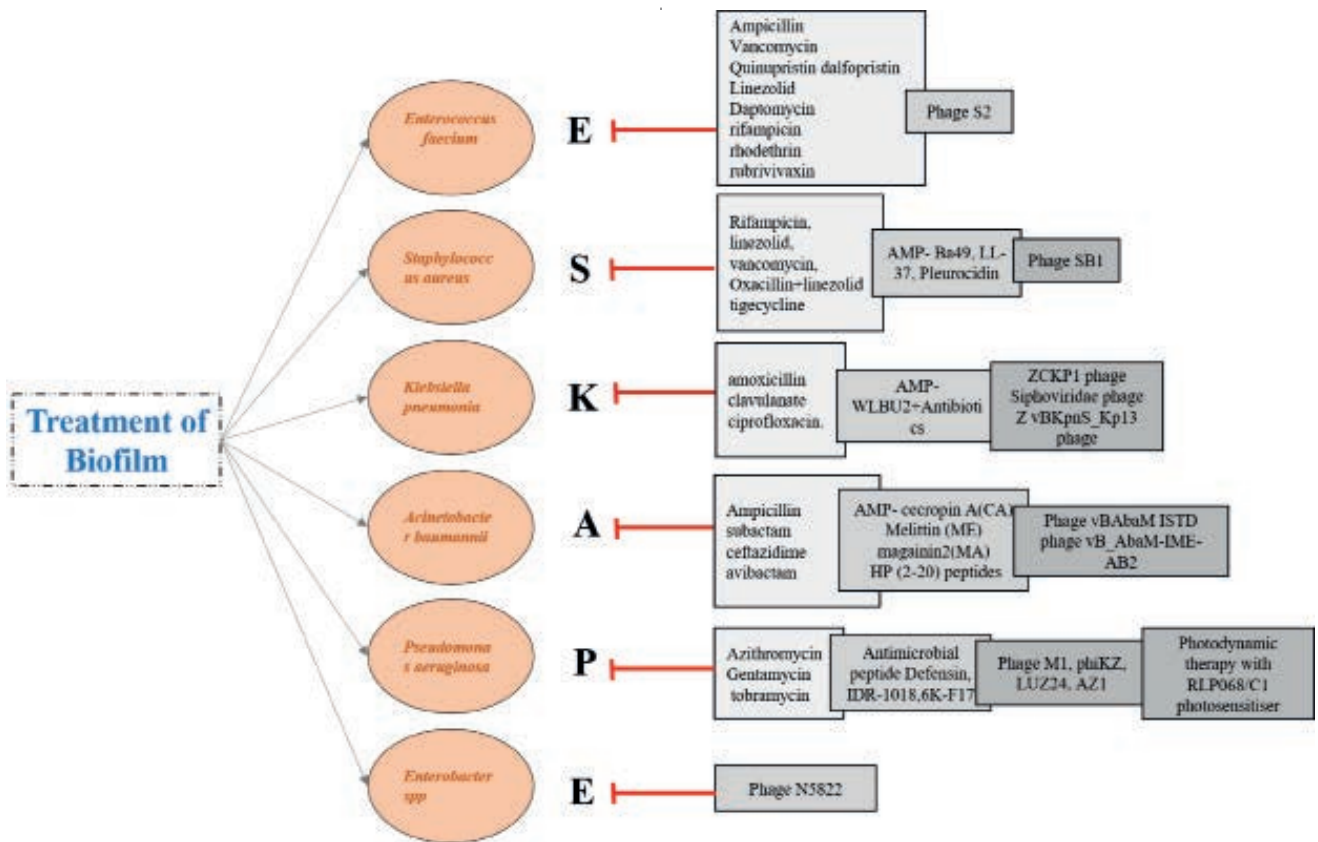 Treatment of
Biofilm
Enterococcus
faecium
E
Ampicillin
Vancomycin
Quinupristin dalfopristin
Linezolid
Daptomycin
rifampicin
rhodethrin
rubrivivaxin
Phage S2
Staphylococc
us aureus
S
Rifampicin,
linezolid,
vancomycin,
Oxacillin+linezolid
tigecycline
AMP- Ba49, LL-
37, Pleurocidin
Phage SB1
Klebsiella
pneumonia
K
amoxicillin
clavulanate
ciprofloxacin.
AMP-
WLBU2+Antibioti
cs
ZCKP1 phage
Siphoviridae phage
Z vBKpnS_Kp13
phage
Acinetobacte
r baumannii
A
Ampicillin
subactam
ceftazidime
avibactam
AMP- cecropin A(CA)
Melittin (ME)
magainin2(MA)
HP (2-20) peptides
Phage vBAbaM ISTD
phage vB_AbaM-IME-
AB2
Pseudomona
s aeruginosa
P
Azithromycin
Gentamycin
tobramycin
Antimicrobial
peptide Defensin,
IDR-1018,6K-F17
Phage M1, phiKZ,
LUZ24, AZ1
Photodynamic
therapy with
RLP068/C1
photosensitiser
Enterobacter
spp
E
Phage N5822